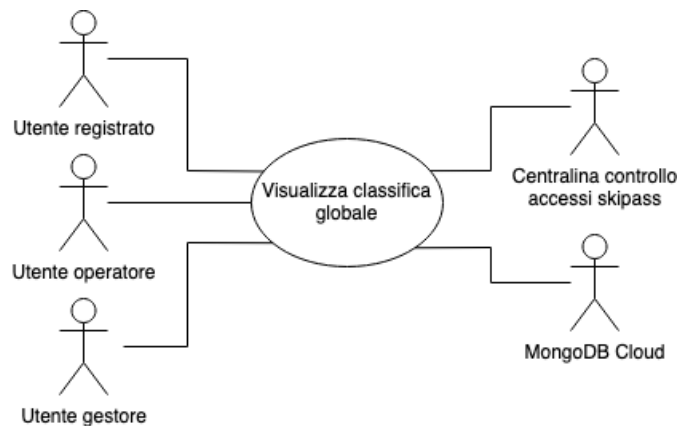 Utente registrato
Utente operatore
Utente gestore
Visualizza classifica
globale
Centralina controllo
accessi skipass
MongoDB Cloud